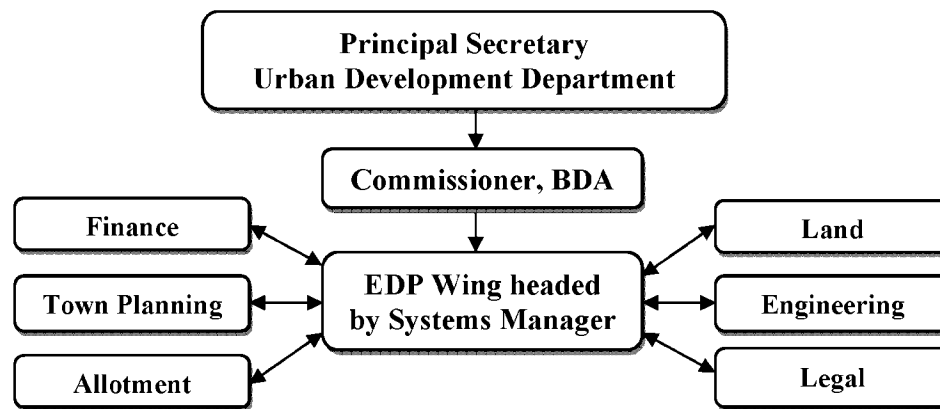 Principal Secretary
Urban Development Department
Commissioner, BDA
Finance
Land
EDP Wing headed
by Systems Manager
Town Planning
Engineering
Allotment
Legal